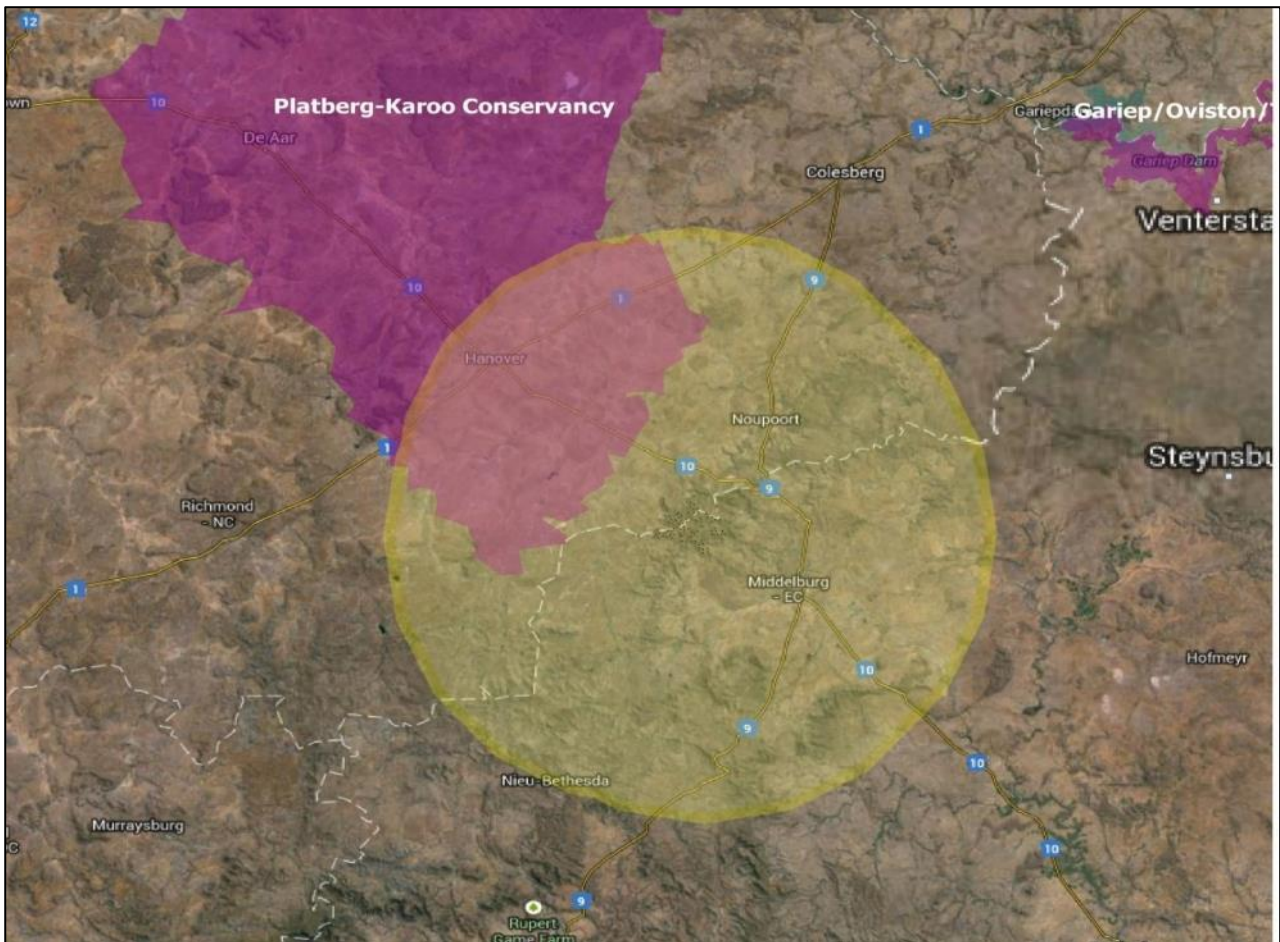 12
own
10
Platberg-Karoo Conservancy
De Aar
1
Gariepda
Gariep/Oviston/
Gariep Dam
Colesberg
Ventersta
10
1
9
Hanover
Noupoort
1
10
9
Steynsbu
Richmond
- NC
1
Middelburg
- EC
10
Hofmeyr
9
10
Nieu-Bethesda
Murraysburg
10
9
Rupert
Game Farm